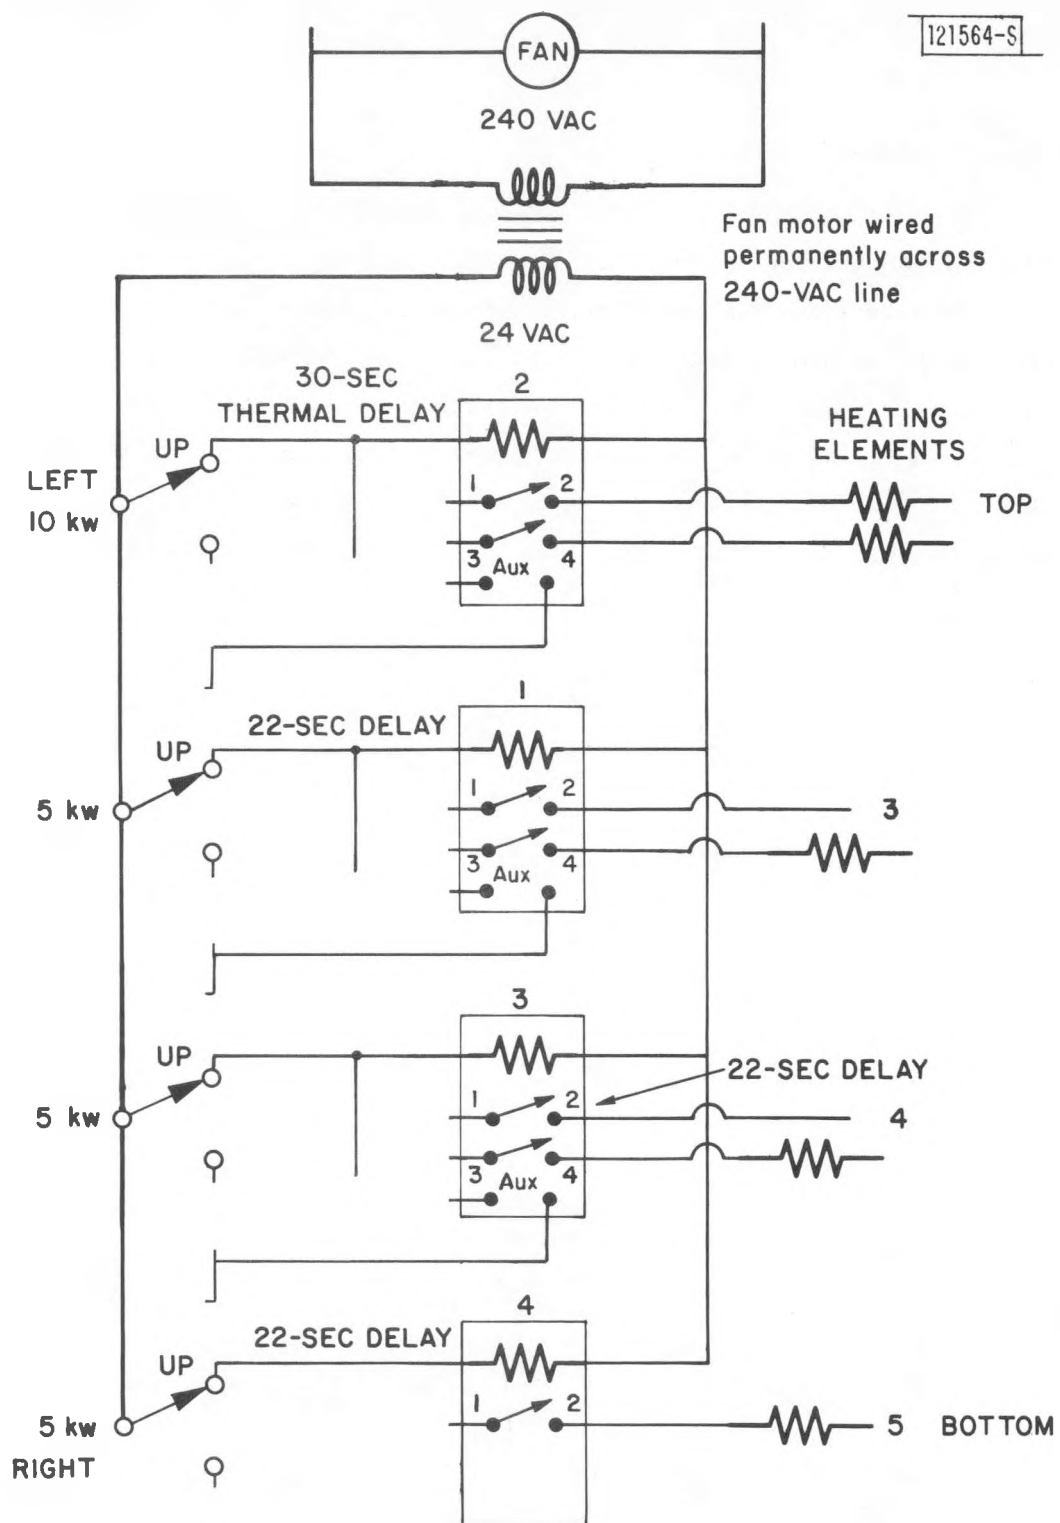 121564-S
FAN
240 VAC
Fan motor wired
permanently across
240-VAC line
24 VAC
30-SEC
THERMAL DELAY
2
HEATING
ELEMENTS
UP
LEFT
10 kw
1 2
TOP
3 Aux 4
1
22-SEC DELAY
UP
5 kw
1 2
3
3 Aux 4
3
UP
22-SEC DELAY
5 kw
1 2
4
3 Aux 4
4
22-SEC DELAY
UP
5 kw
RIGHT
1 2
5 BOTTOM